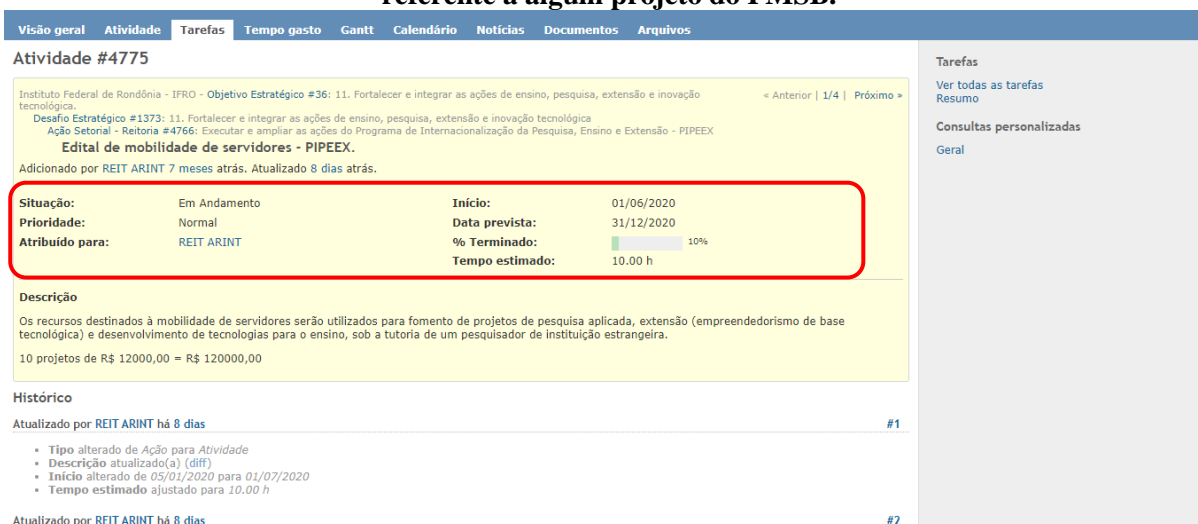 referente a algum projeto do PMSB.
Visão geral Atividade Tarefas Tempo gasto Gantt Calendário Notícias Documentos Arquivos
Atividade #4775
Instituto Federal de Rondônia - IFRO - Objetivo Estratégico #36: 11. Fortalecer e integrar as ações de ensino, pesquisa, extensão e inovação tecnológica.
« Anterior | 1/4 | Próximo »
Desafio Estratégico #1373: 11. Fortalecer e integrar as ações de ensino, pesquisa, extensão e inovação tecnológica
Ação Setorial - Reitoria #4766: Executar e ampliar as ações do Programa de Internacionalização da Pesquisa, Ensino e Extensão - PIPEEX
Edital de mobilidade de servidores - PIPEEX.
Adicionado por REIT ARINT 7 meses atrás. Atualizado 8 dias atrás.
Situação: Em Andamento Início: 01/06/2020
Prioridade: Normal Data prevista: 31/12/2020
Atribuído para: REIT ARINT % Terminado: 10%
Tempo estimado: 10.00 h
Descrição
Os recursos destinados à mobilidade de servidores serão utilizados para fomento de projetos de pesquisa aplicada, extensão (empreendedorismo de base
tecnológica) e desenvolvimento de tecnologias para o ensino, sob a tutoria de um pesquisador de instituição estrangeira.
10 projetos de R$ 12000,00 = R$ 120000,00
Histórico
Atualizado por REIT ARINT há 8 dias #1
Tipo alterado de Ação para Atividade
Descrição atualizado(a) (diff)
Início alterado de 05/01/2020 para 01/07/2020
Tempo estimado ajustado para 10.00 h
Atualizado por REIT ARINT há 8 dias #2
Tarefas
Ver todas as tarefas
Resumo
Consultas personalizadas
Geral